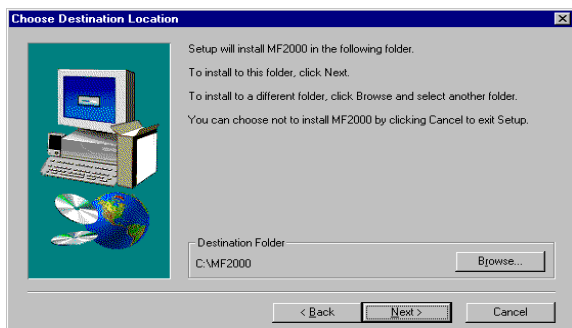 Choose Destination Location
Setup will install MF2000 in the following folder.
To install to this folder, click Next.
To install to a different folder, click Browse and select another folder.
You can choose not to install MF2000 by clicking Cancel to exit Setup.
Destination Folder
C:\MF2000
Browse...
< Back
Next >
Cancel